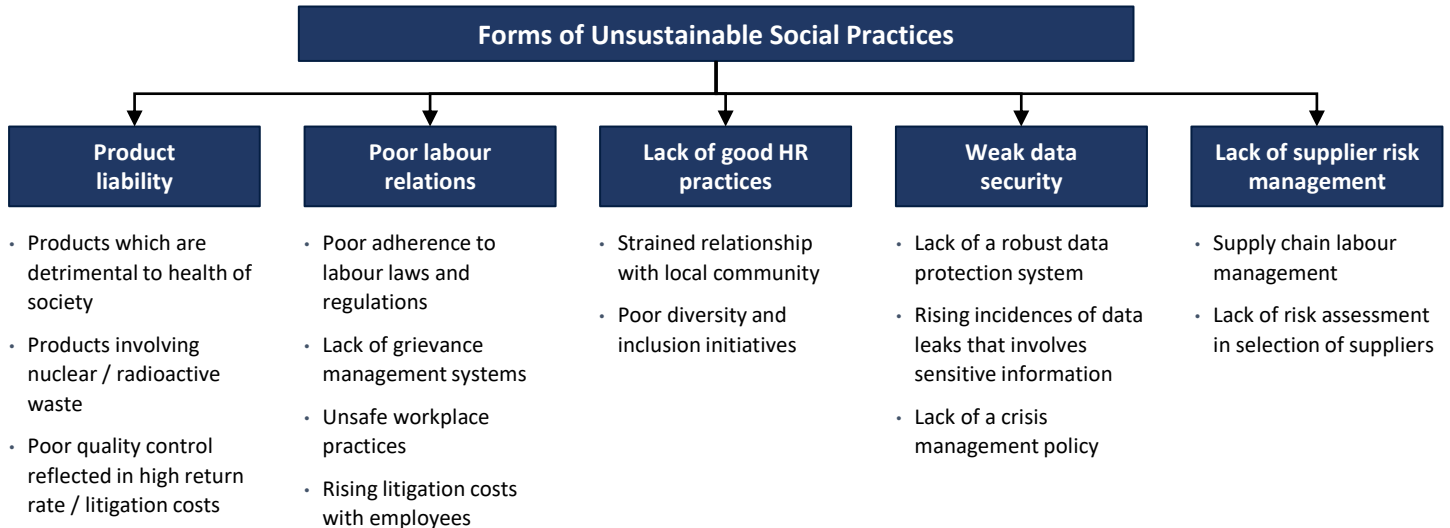 Forms of Unsustainable Social Practices
Product
liability
Poor labour
relations
Lack of good HR
practices
Weak data
security
Lack of supplier risk
management
• Products which are
detrimental to health of
society
• Products involving
nuclear / radioactive
waste
• Poor quality control
reflected in high return
rate / litigation costs
• Poor adherence to
labour laws and
regulations
• Lack of grievance
management systems
• Unsafe workplace
practices
• Rising litigation costs
with employees
• Strained relationship
with local community
• Poor diversity and
inclusion initiatives
• Lack of a robust data
protection system
• Rising incidences of data
leaks that involves
sensitive information
• Lack of a crisis
management policy
• Supply chain labour
management
• Lack of risk assessment
in selection of suppliers